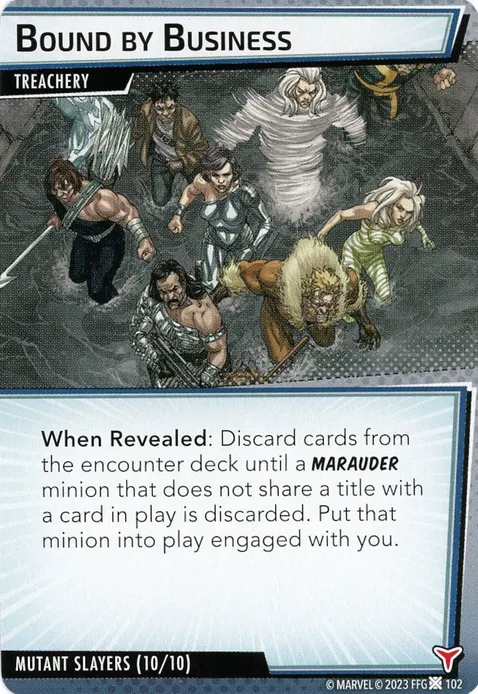 BOUND BY BUSINESS
TREACHERY
When Revealed: Discard cards from
the encounter deck until a MARAUDER
minion that does not share a title with
a card in play is discarded. Put that
minion into play engaged with you.
MUTANT SLAYERS (10/10)
© MARVEL © 2023 FFG 102